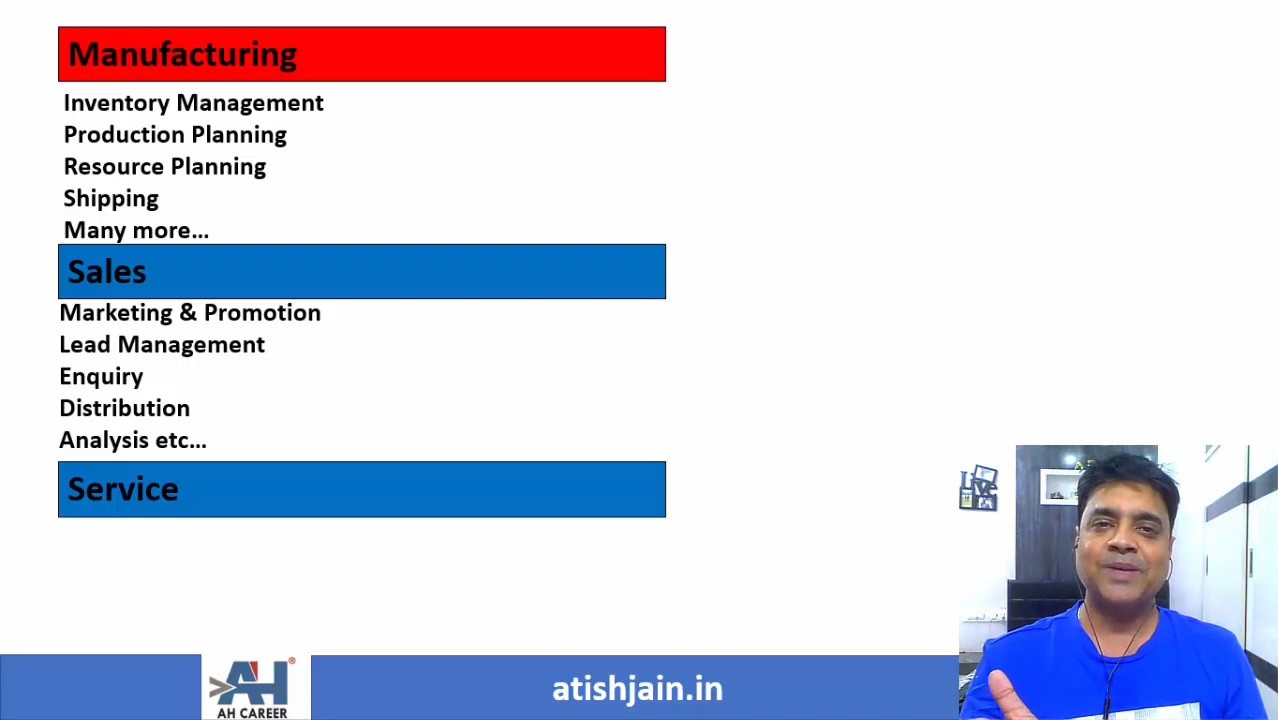 Manufacturing
Inventory Management
Production Planning
Resource Planning
Shipping
Many more...
Sales
Marketing & Promotion
Lead Management
Enquiry
Distribution
Analysis etc...
Service
AH®
AH CAREER
atishjain.in